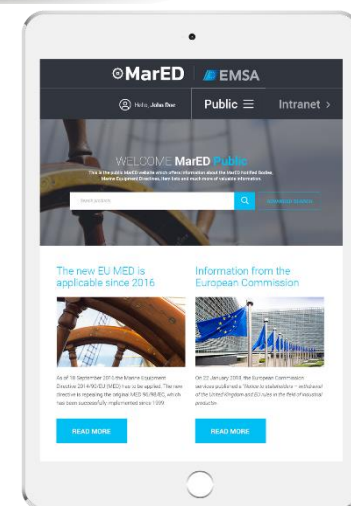 MarED EMSA
Hello, John Doe Public Intranet >
WELCOME MarED Public
This is the public MarED website which offers information about the MarED Notified Bodies,
Marine Equipment Directives, item lists and much more of valuable information.
ADVANCED SEARCH
The new EU MED is
applicable since 2016
As of 18 September 2016 the Marine Equipment
Directive 2014/90/EU (MED) has to be applied. The new
directive is repealing the original MED 96/98/EC, which
has been successfully implemented since 1999.
READ MORE
Information from the
European Commission
On 22 January 2018 the European Commission
services published a "Notice to stakeholders – withdrawal
of the United Kingdom and EU rules in the field of industrial
products».
READ MORE